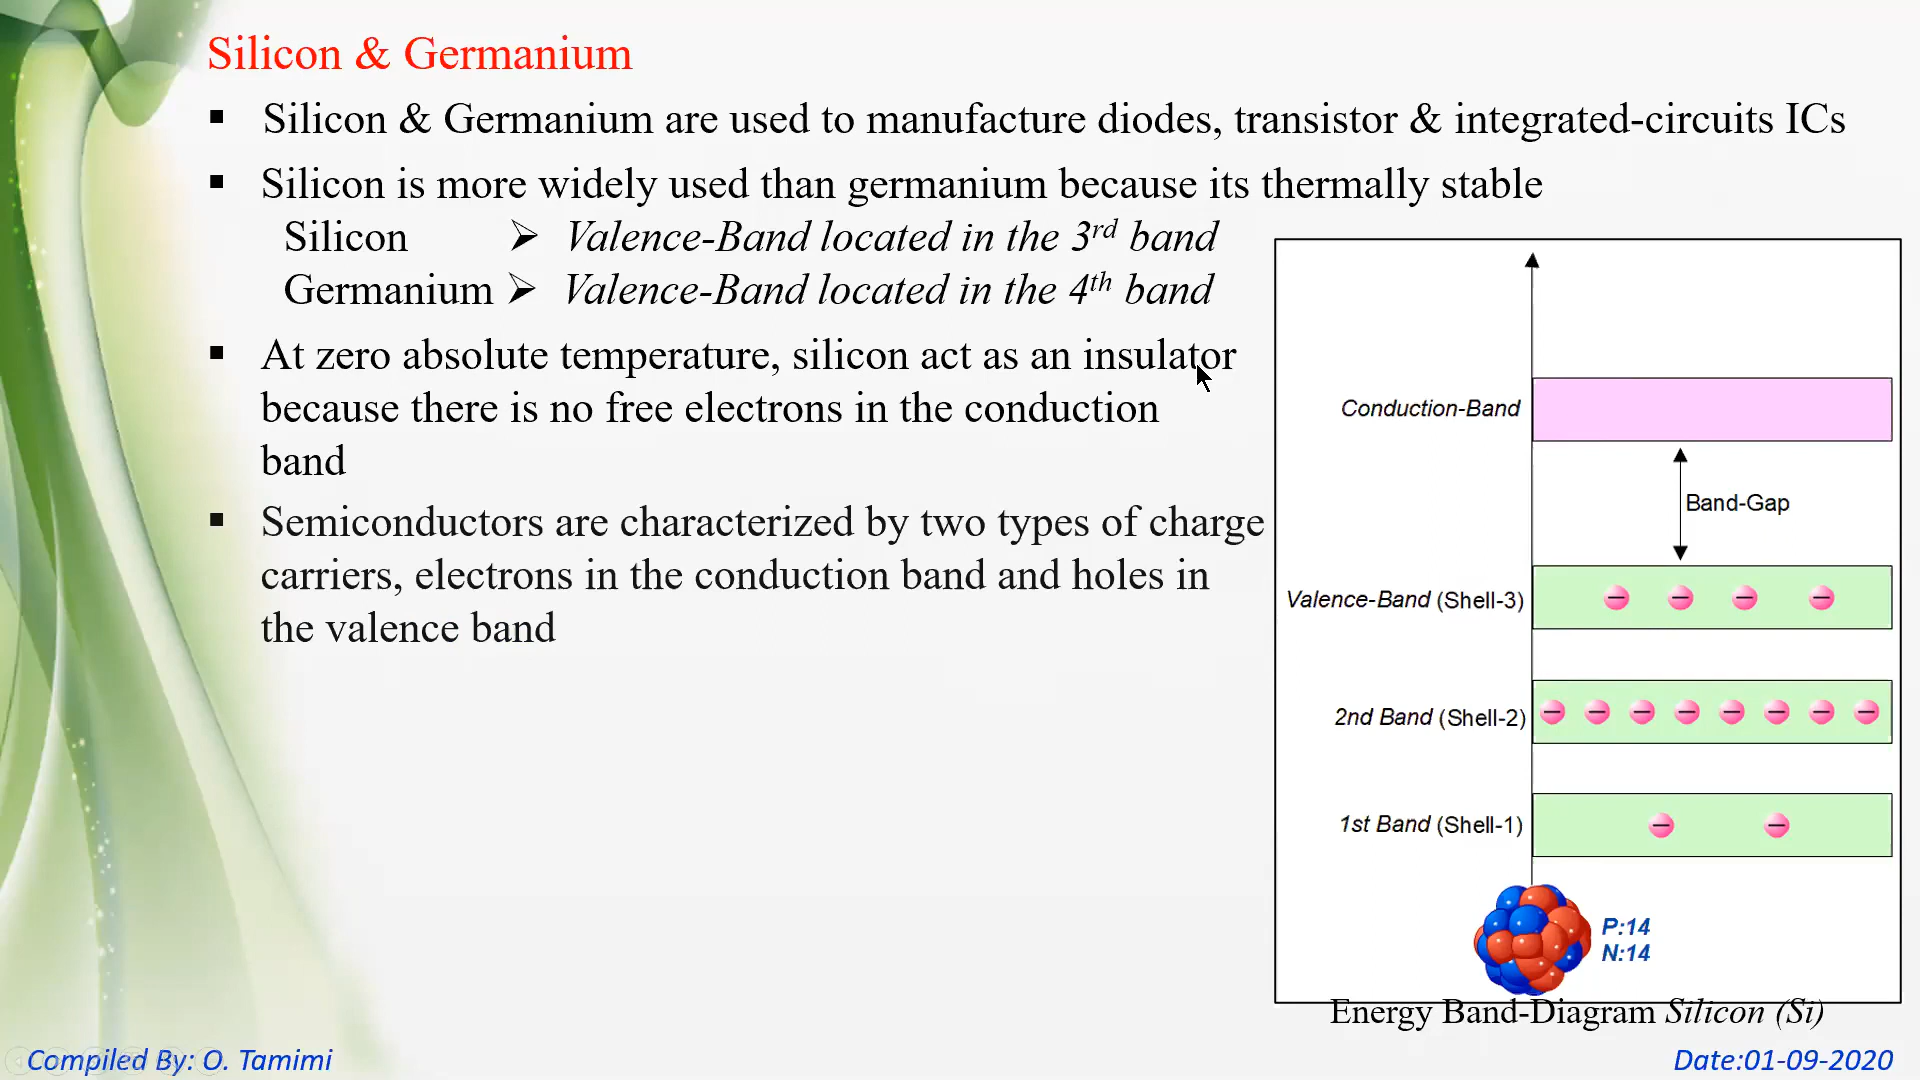 Silicon & Germanium
▪ Silicon & Germanium are used to manufacture diodes, transistor & integrated-circuits ICs
▪ Silicon is more widely used than germanium because its thermally stable
Silicon ➢ Valence-Band located in the 3rd band
Germanium ➢ Valence-Band located in the 4th band
▪ At zero absolute temperature, silicon act as an insulator
because there is no free electrons in the conduction
band
▪ Semiconductors are characterized by two types of charge
carriers, electrons in the conduction band and holes in
the valence band
Conduction-Band
Band-Gap
Valence-Band (Shell-3)
2nd Band (Shell-2)
1st Band (Shell-1)
P:14
N:14
Energy Band-Diagram Silicon (Si)
Compiled By: O. Tamimi
Date:01-09-2020